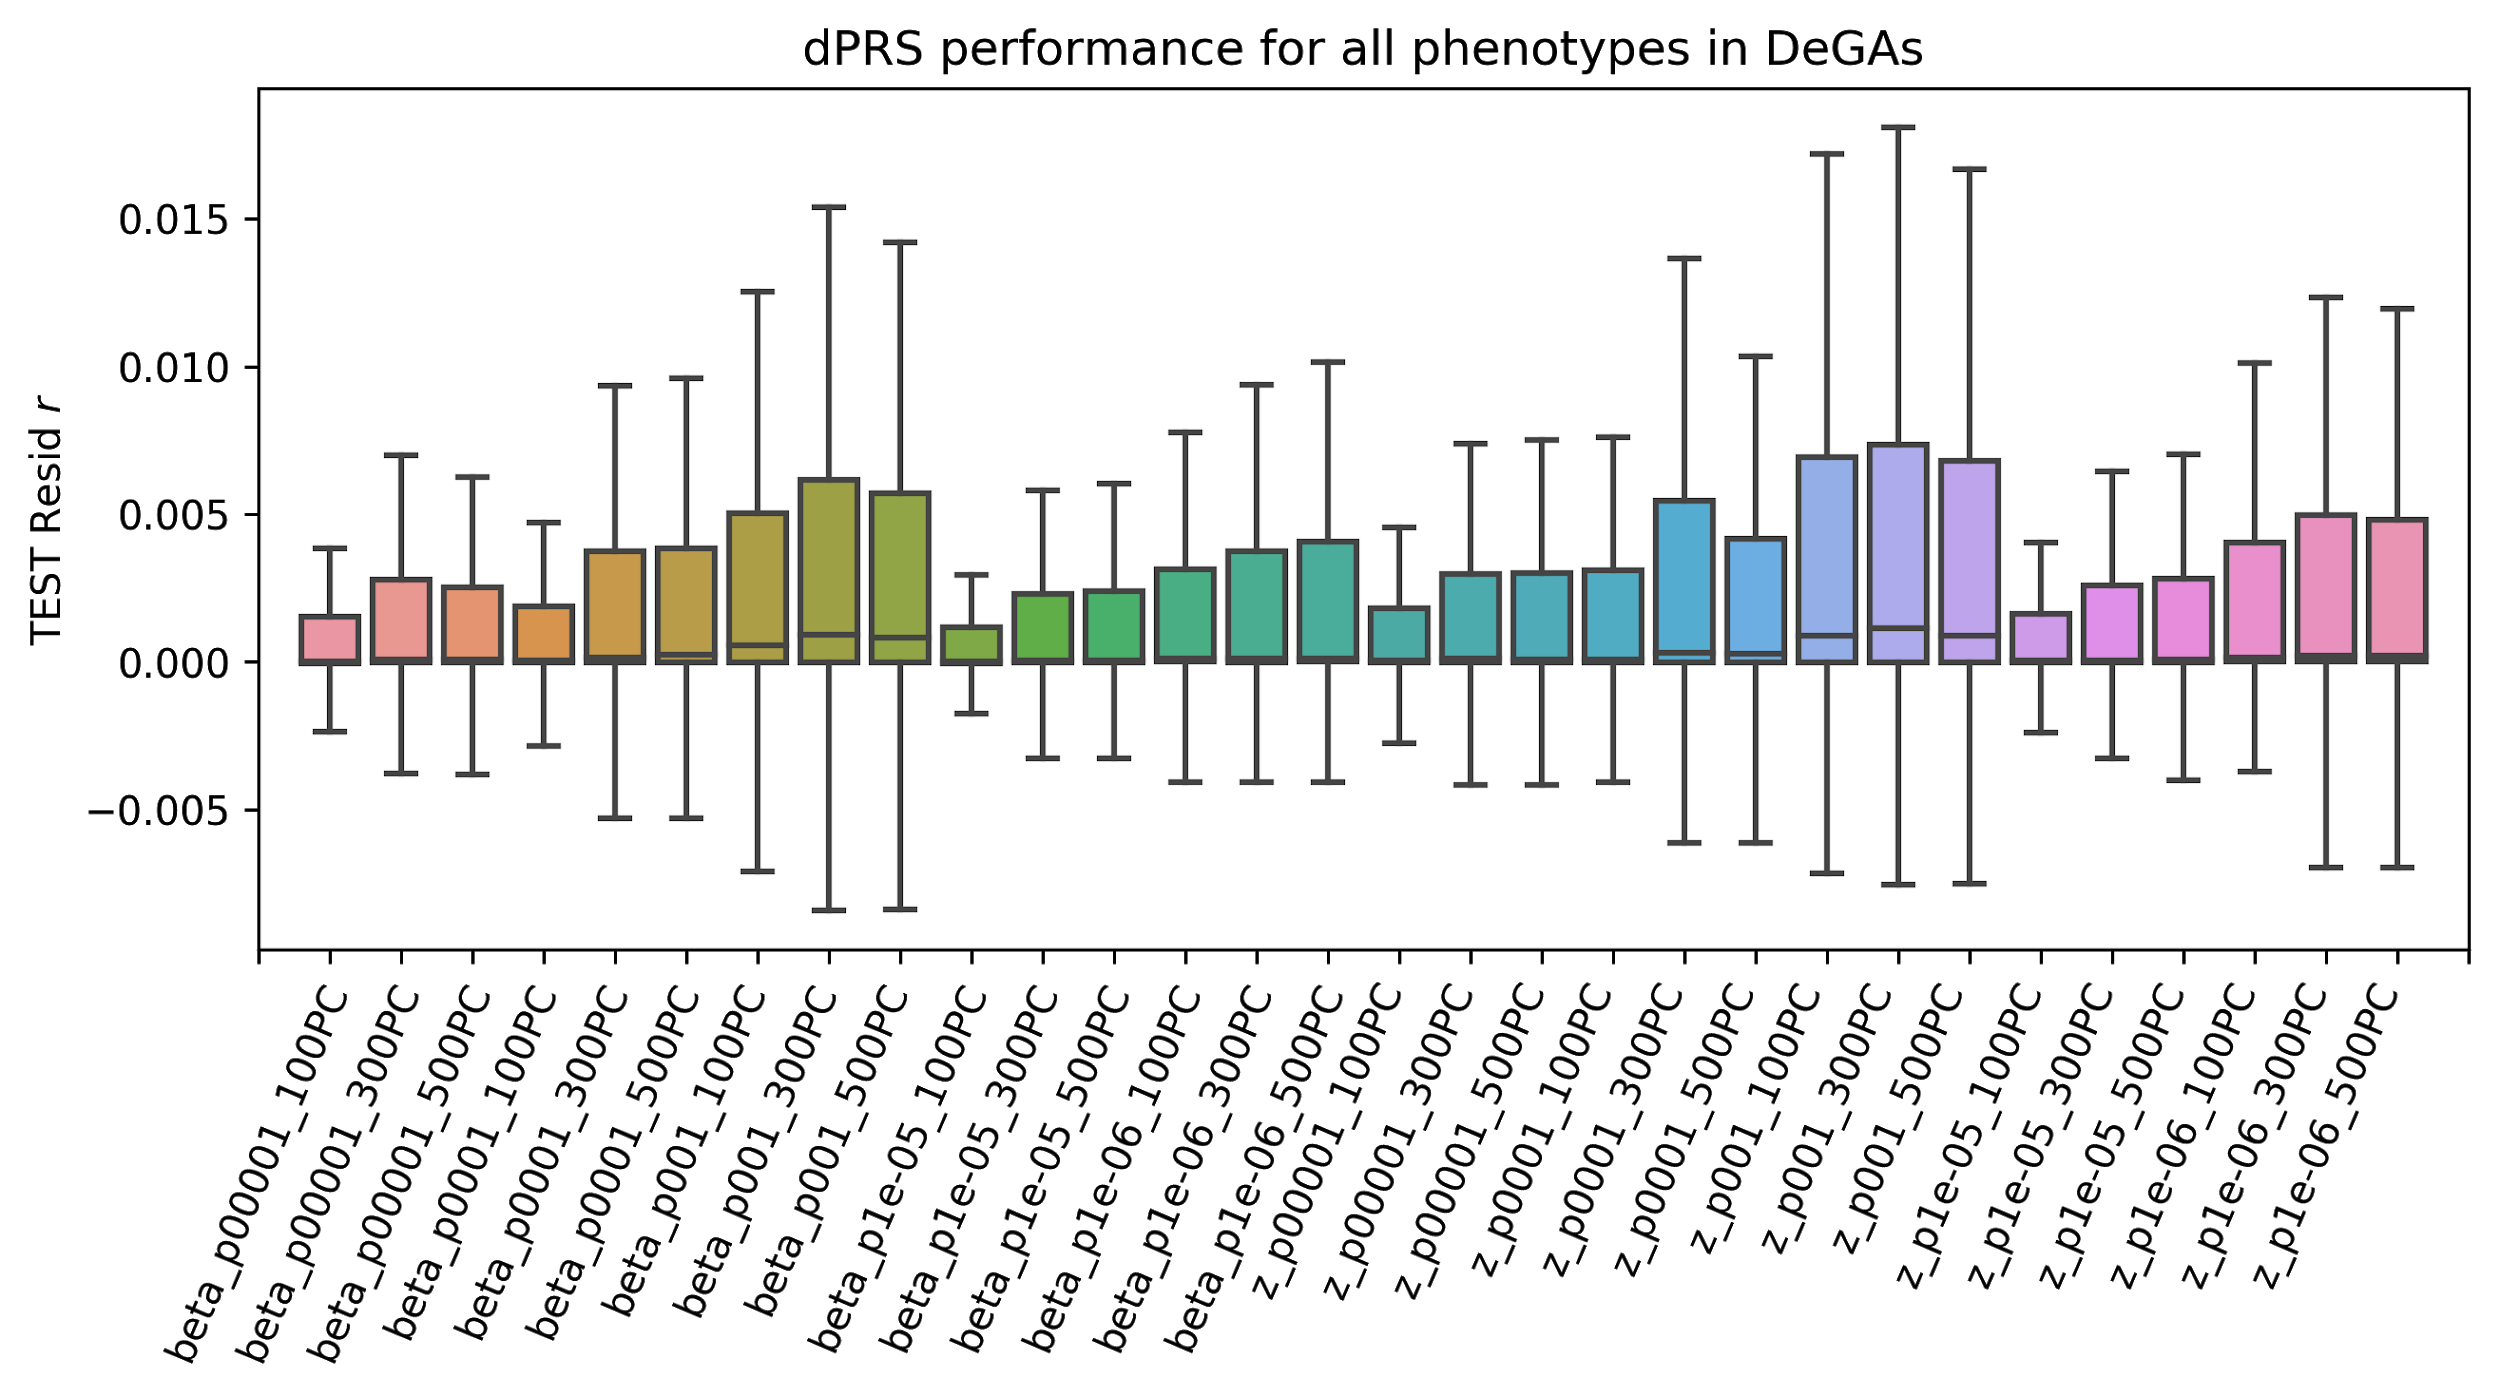 dPRS performance for all phenotypes in DeGAs
TEST Resid r
0.015
0.010
0.005
0.000
−0.005
beta_p00001_100PC
beta_p00001_300PC
beta_p00001_500PC
beta_p0001_100PC
beta_p0001_300PC
beta_p0001_500PC
beta_p001_100PC
beta_p001_300PC
beta_p001_500PC
beta_p1e-05_100PC
beta_p1e-05_300PC
beta_p1e-05_500PC
beta_p1e-06_100PC
beta_p1e-06_300PC
beta_p1e-06_500PC
z_p00001_100PC
z_p00001_300PC
z_p00001_500PC
z_p0001_100PC
z_p0001_300PC
z_p0001_500PC
z_p001_100PC
z_p001_300PC
z_p001_500PC
z_p1e-05_100PC
z_p1e-05_300PC
z_p1e-05_500PC
z_p1e-06_100PC
z_p1e-06_300PC
z_p1e-06_500PC